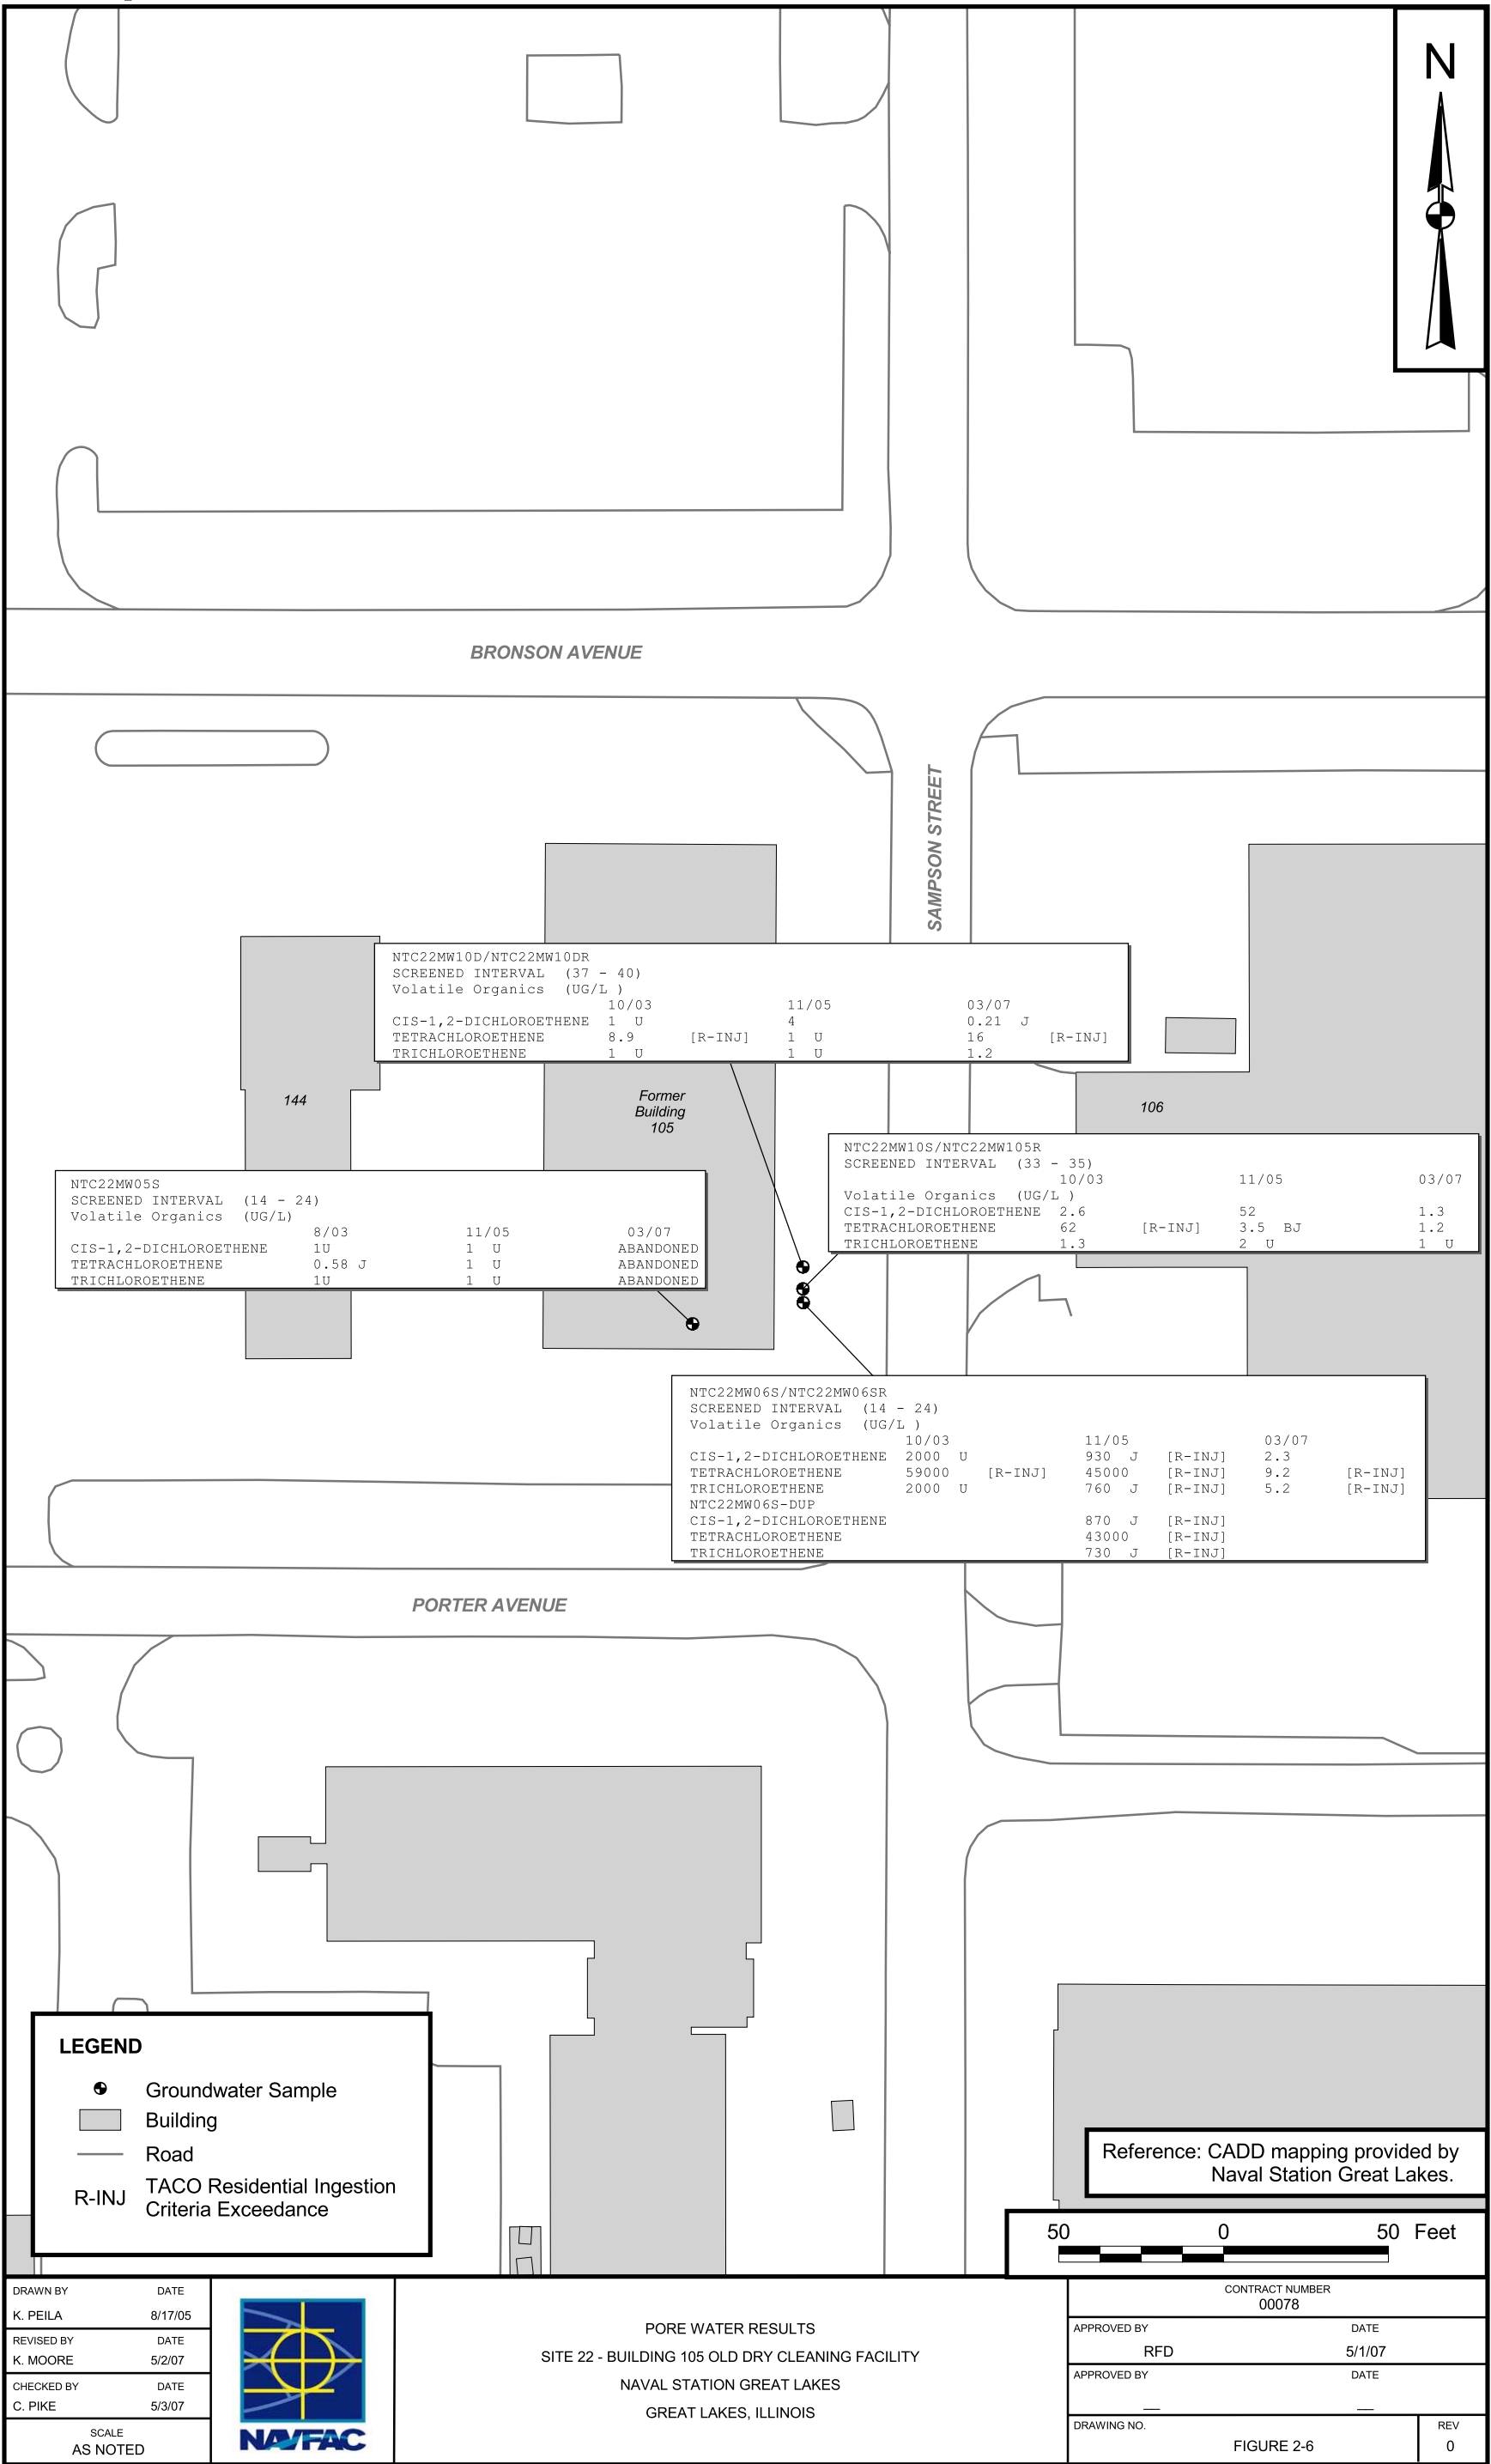 N
BRONSON AVENUE
SAMPSON STREET
NTC22MW10D/NTC22MW10DR
SCREENED INTERVAL (37 - 40)
Volatile Organics (UG/L )
10/03 11/05 03/07
CIS-1,2-DICHLOROETHENE 1 U 4 0.21 J
TETRACHLOROETHENE 8.9 [R-INJ] 1 U 16 [R-INJ]
TRICHLOROETHENE 1 U 1 U 1.2
144
Former
Building
105
106
NTC22MW10S/NTC22MW105R
SCREENED INTERVAL (33 - 35)
10/03 11/05 03/07
Volatile Organics (UG/L )
CIS-1,2-DICHLOROETHENE 2.6 52 1.3
TETRACHLOROETHENE 62 [R-INJ] 3.5 BJ 1.2
TRICHLOROETHENE 1.3 2 U 1 U
NTC22MW05S
SCREENED INTERVAL (14 - 24)
Volatile Organics (UG/L)
8/03 11/05 03/07
CIS-1,2-DICHLOROETHENE 1U 1 U ABANDONED
TETRACHLOROETHENE 0.58 J 1 U ABANDONED
TRICHLOROETHENE 1U 1 U ABANDONED
NTC22MW06S/NTC22MW06SR
SCREENED INTERVAL (14 - 24)
Volatile Organics (UG/L )
10/03 11/05 03/07
CIS-1,2-DICHLOROETHENE 2000 U 930 J [R-INJ] 2.3
TETRACHLOROETHENE 59000 [R-INJ] 45000 [R-INJ] 9.2 [R-INJ]
TRICHLOROETHENE 2000 U 760 J [R-INJ] 5.2 [R-INJ]
NTC22MW06S-DUP
CIS-1,2-DICHLOROETHENE 870 J [R-INJ]
TETRACHLOROETHENE 43000 [R-INJ]
TRICHLOROETHENE 730 J [R-INJ]
PORTER AVENUE
LEGEND
Groundwater Sample
Building
Road
R-INJ TACO Residential Ingestion
Criteria Exceedance
Reference: CADD mapping provided by
Naval Station Great Lakes.
50 0 50 Feet
DRAWN BY DATE
K. PEILA 8/17/05
REVISED BY DATE
K. MOORE 5/2/07
CHECKED BY DATE
C. PIKE 5/3/07
SCALE
AS NOTED
NAVFAC
PORE WATER RESULTS
SITE 22 - BUILDING 105 OLD DRY CLEANING FACILITY
NAVAL STATION GREAT LAKES
GREAT LAKES, ILLINOIS
CONTRACT NUMBER
00078
APPROVED BY DATE
RFD 5/1/07
APPROVED BY DATE
— —
DRAWING NO. REV
FIGURE 2-6 0